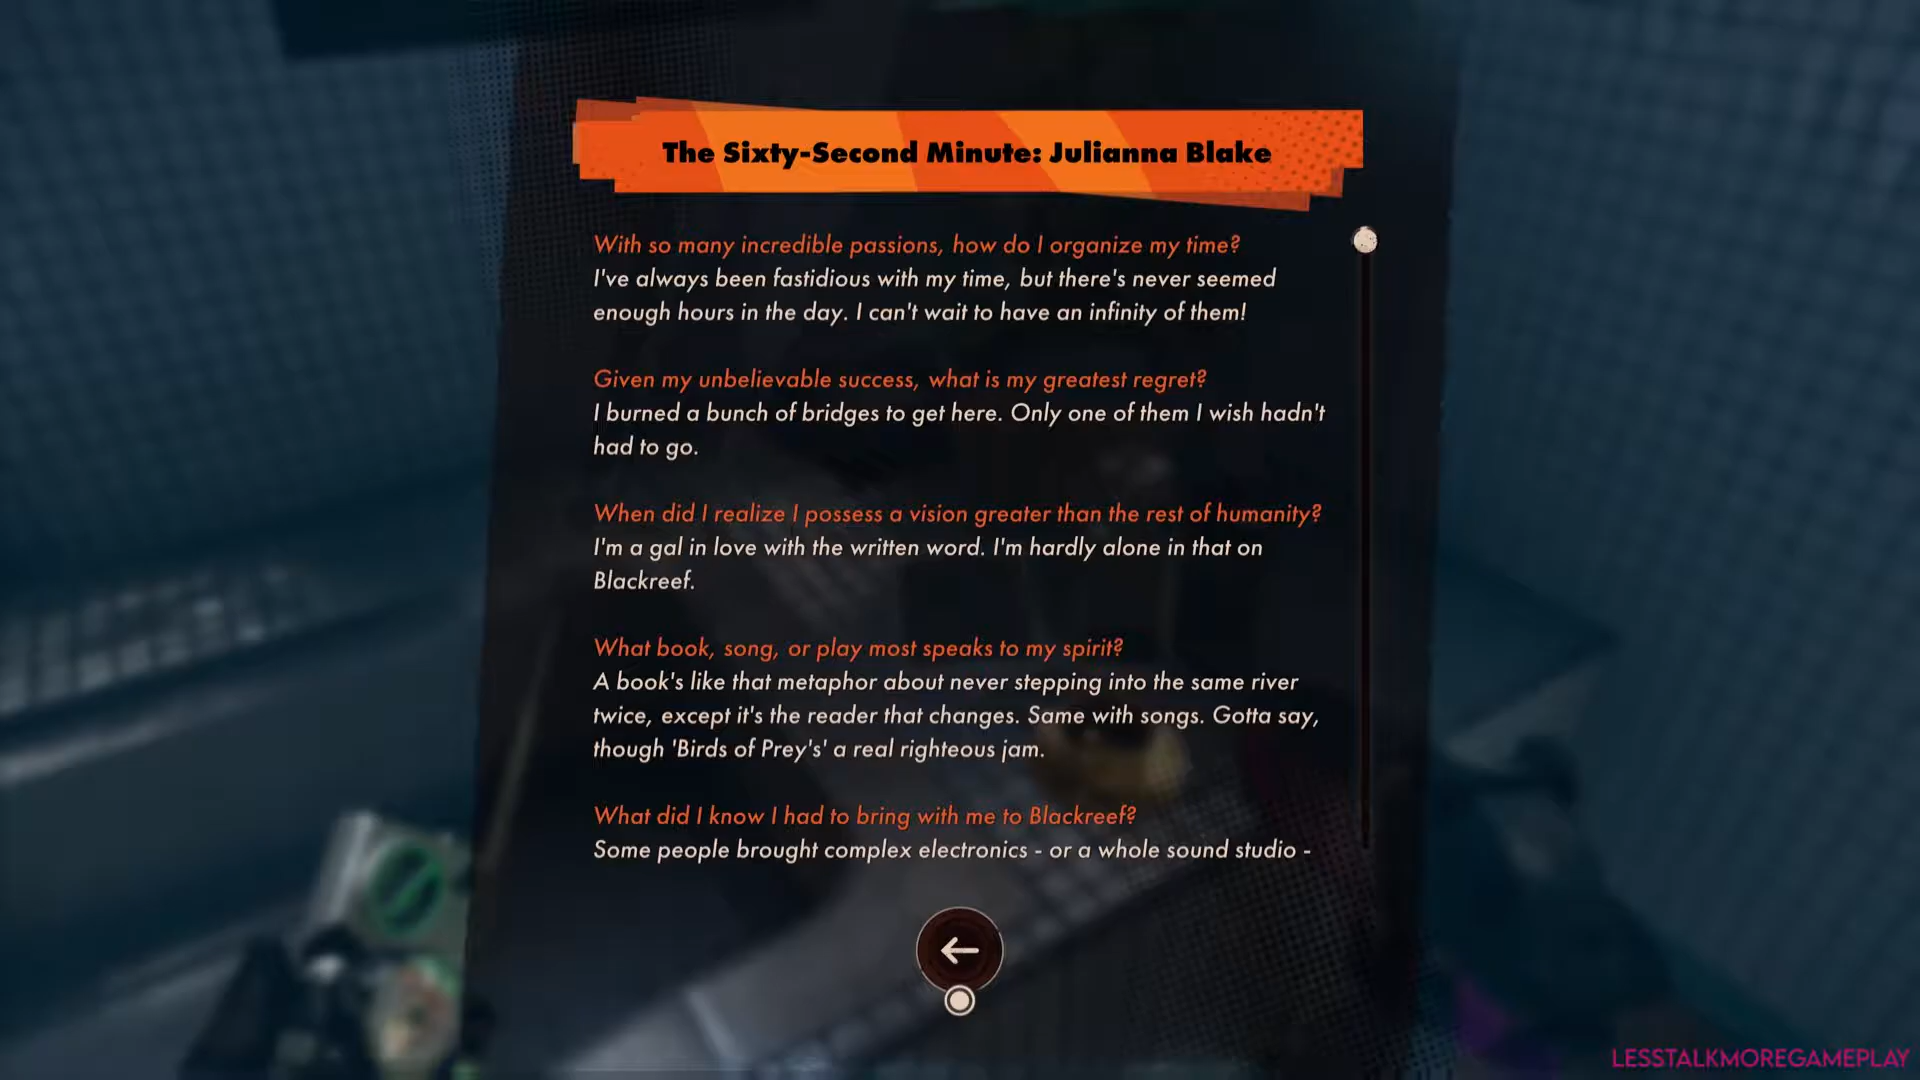 The Sixty-Second Minute: Julianna Blake
With so many incredible passions, how do I organize my time?
I've always been fastidious with my time, but there's never seemed
enough hours in the day. I can't wait to have an infinity of them!
Given my unbelievable success, what is my greatest regret?
I burned a bunch of bridges to get here. Only one of them I wish hadn't
had to go.
When did I realize I possess a vision greater than the rest of humanity?
I'm a gal in love with the written word. I'm hardly alone in that on
Blackreef.
What book, song, or play most speaks to my spirit?
A book's like that metaphor about never stepping into the same river
twice, except it's the reader that changes. Same with songs. Gotta say,
though 'Birds of Prey's' a real righteous jam.
What did I know I had to bring with me to Blackreef?
Some people brought complex electronics - or a whole sound studio -
LESSTALKMOREGAMEPLAY